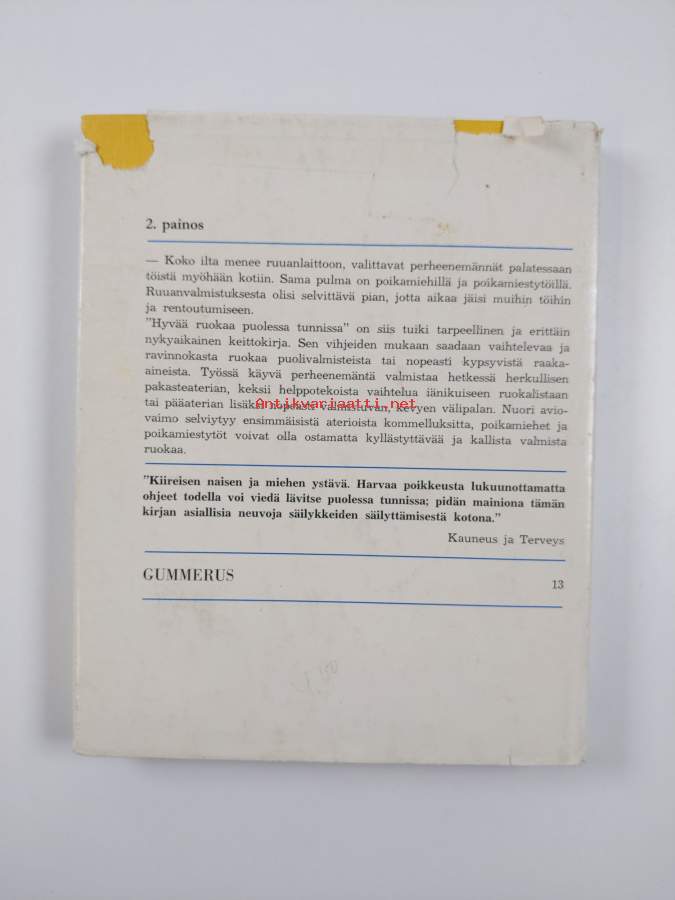 2. painos
— Koko ilta menee ruuanlaittoon, valittavat perheenemännät palatessaan
töistä myöhään kotiin. Sama pulma on poikamiehillä ja poikamiestytöillä.
Ruuanvalmistuksesta olisi selvittävä pian, jotta aikaa jäisi muihin töihin
ja rentoutumiseen.
"Hyvää ruokaa puolessa tunnissa" on siis tuiki tarpeellinen ja erittäin
nykyaikainen keittokirja. Sen vihjeiden mukaan saadaan vaihtelevaa ja
ravinnokasta ruokaa puolivalmisteista tai nopeasti kypsyvistä raaka-
aineista. Työssä käyvä perheenemäntä valmistaa hetkessä herkullisen
pakasteaterian, keksii helppotekoista vaihtelua iänikuiseen ruokalistaan
Antikvariaatti.net
tai pääaterian lisäksi nopeasti valmistuvan, kevyen välipalan. Nuori avio-
vaimo selviytyy ensimmäisistä aterioista kommelluksitta, poikamiehet ja
poikamiestytöt voivat olla ostamatta kyllästyttävää ja kallista valmista
ruokaa.
"Kiireisen naisen ja miehen ystävä. Harvaa poikkeusta lukuunottamatta
ohjeet todella voi viedä lävitse puolessa tunnissa; pidän mainiona tämän
kirjan asiallisia neuvoja säilykkeiden säilyttämisestä kotona."
Kauneus ja Terveys
GUMMERUS
13